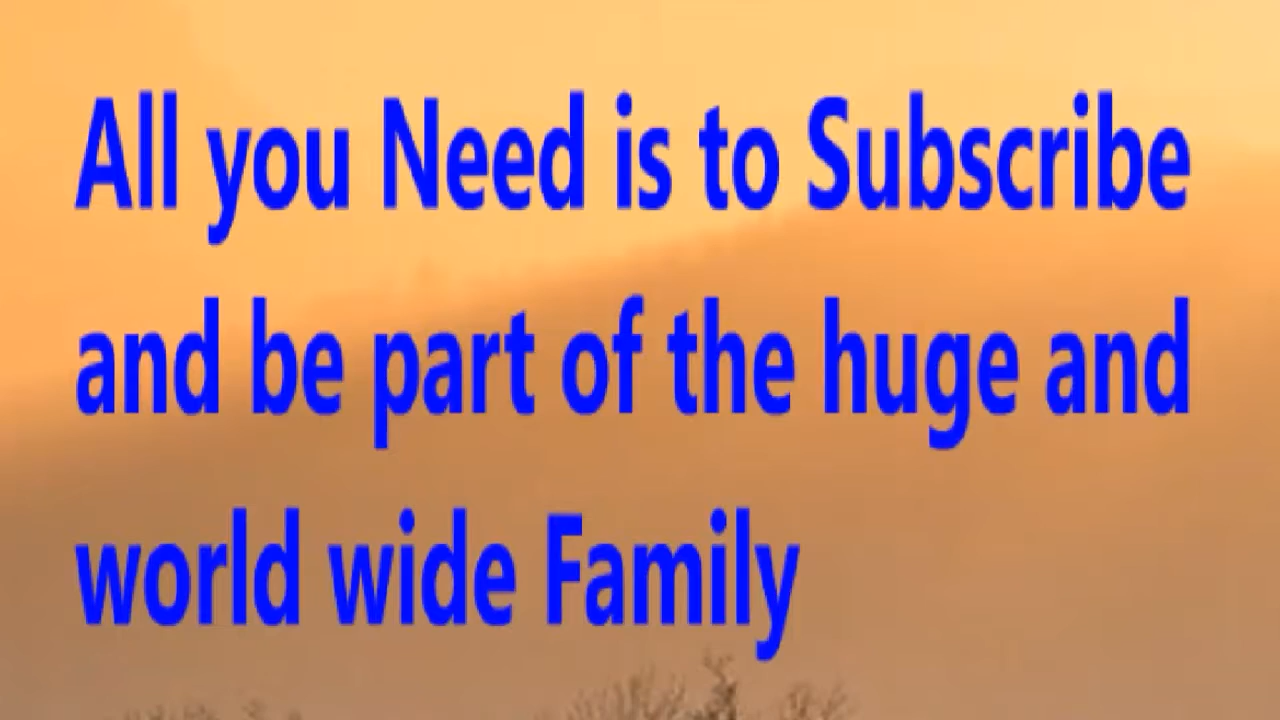 All you Need is to Subscribe
and be part of the huge and
world wide Family